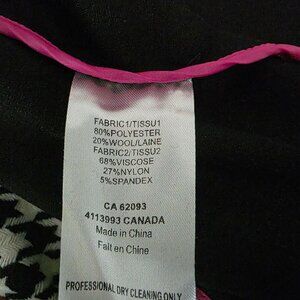 FABRIC1/TISSU1
80%POLYESTER
20%WOOL/LAINE
FABRIC2/TISSU2
68%VISCOSE
27%NYLON
5%SPANDEX
CA 62093
4113993 CANADA
Made in China
Fait en Chine
PROFESSIONAL DRY CLEANING ONLY